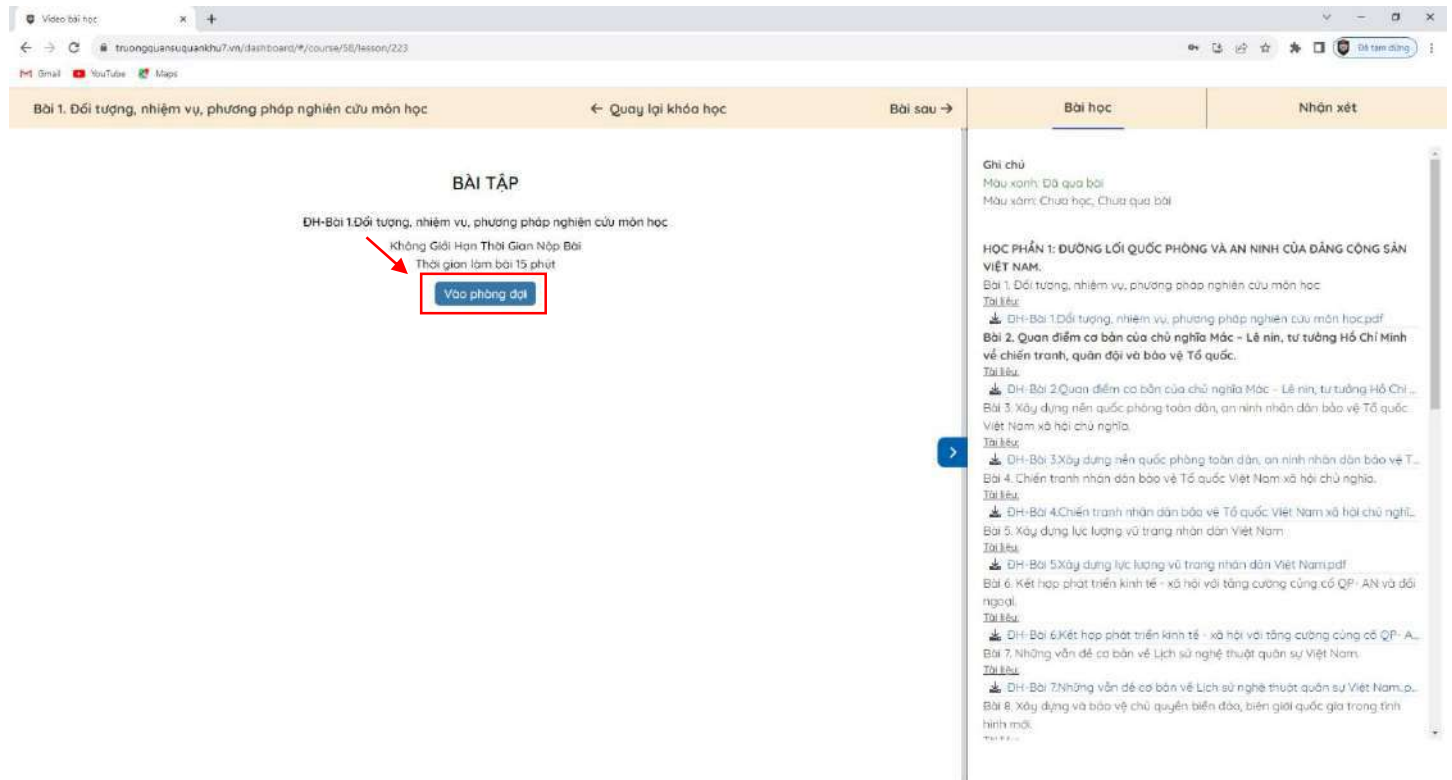 Video bài học
truongquansuquankhu7.vn/dashboard/#/course/58/lesson/223
Đã tạm dừng
Gmail
YouTube
Maps
Bài 1. Đối tượng, nhiệm vụ, phương pháp nghiên cứu môn học
← Quay lại khóa học
Bài sau →
Bài học
Nhận xét
BÀI TẬP
ĐH-Bài 1.Đối tượng, nhiệm vụ, phương pháp nghiên cứu môn học
Không Giới Hạn Thời Gian Nộp Bài
Thời gian làm bài 15 phút
Vào phòng đợi
Ghi chú
Màu xanh: Đã qua bài
Màu xám: Chưa học, Chưa qua bài
HỌC PHẦN 1: ĐƯỜNG LỐI QUỐC PHÒNG VÀ AN NINH CỦA ĐẢNG CỘNG SẢN
VIỆT NAM.
Bài 1. Đối tượng, nhiệm vụ, phương pháp nghiên cứu môn học
Tài liệu:
ĐH-Bài 1.Đối tượng, nhiệm vụ, phương pháp nghiên cứu môn học.pdf
Bài 2. Quan điểm cơ bản của chủ nghĩa Mác – Lê nin, tư tưởng Hồ Chí Minh
về chiến tranh, quân đội và bảo vệ Tổ quốc.
Tài liệu:
ĐH-Bài 2.Quan điểm cơ bản của chủ nghĩa Mác – Lê nin, tư tưởng Hồ Chí ...
Bài 3. Xây dựng nền quốc phòng toàn dân, an ninh nhân dân bảo vệ Tổ quốc
Việt Nam xã hội chủ nghĩa.
Tài liệu:
ĐH-Bài 3.Xây dựng nền quốc phòng toàn dân, an ninh nhân dân bảo vệ T...
Bài 4. Chiến tranh nhân dân bảo vệ Tổ quốc Việt Nam xã hội chủ nghĩa.
Tài liệu:
ĐH-Bài 4.Chiến tranh nhân dân bảo vệ Tổ quốc Việt Nam xã hội chủ nghĩ...
Bài 5. Xây dựng lực lượng vũ trang nhân dân Việt Nam
Tài liệu:
ĐH-Bài 5.Xây dựng lực lượng vũ trang nhân dân Việt Nam.pdf
Bài 6. Kết hợp phát triển kinh tế - xã hội với tăng cường củng cố QP- AN và đối
ngoại.
Tài liệu:
ĐH-Bài 6.Kết hợp phát triển kinh tế - xã hội với tăng cường củng cố QP- A...
Bài 7. Những vấn đề cơ bản về Lịch sử nghệ thuật quân sự Việt Nam.
Tài liệu:
ĐH-Bài 7.Những vấn đề cơ bản về Lịch sử nghệ thuật quân sự Việt Nam..p...
Bài 8. Xây dựng và bảo vệ chủ quyền biển đảo, biên giới quốc gia trong tình
hình mới.